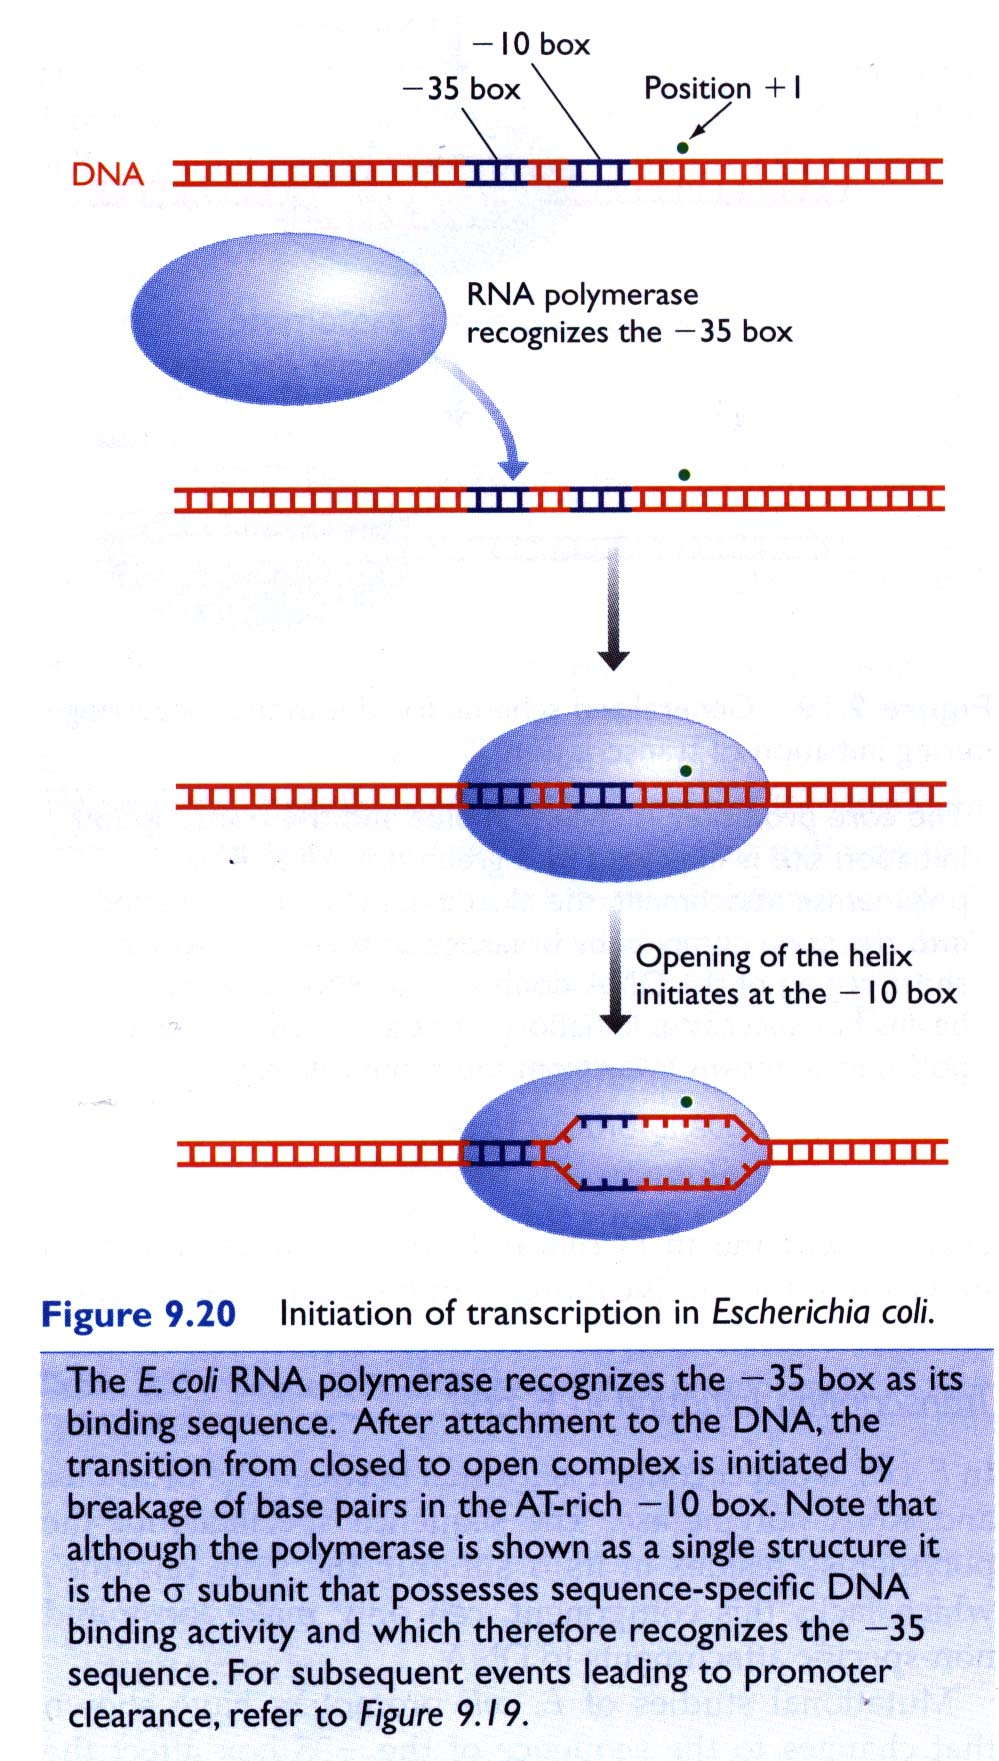 −10 box
−35 box
Position +1
DNA
RNA polymerase
recognizes the −35 box
Opening of the helix
initiates at the −10 box
Figure 9.20 Initiation of transcription in Escherichia coli.
The E. coli RNA polymerase recognizes the −35 box as its
binding sequence. After attachment to the DNA, the
transition from closed to open complex is initiated by
breakage of base pairs in the AT-rich −10 box. Note that
although the polymerase is shown as a single structure it
is the σ subunit that possesses sequence-specific DNA
binding activity and which therefore recognizes the −35
sequence. For subsequent events leading to promoter
clearance, refer to Figure 9.19.